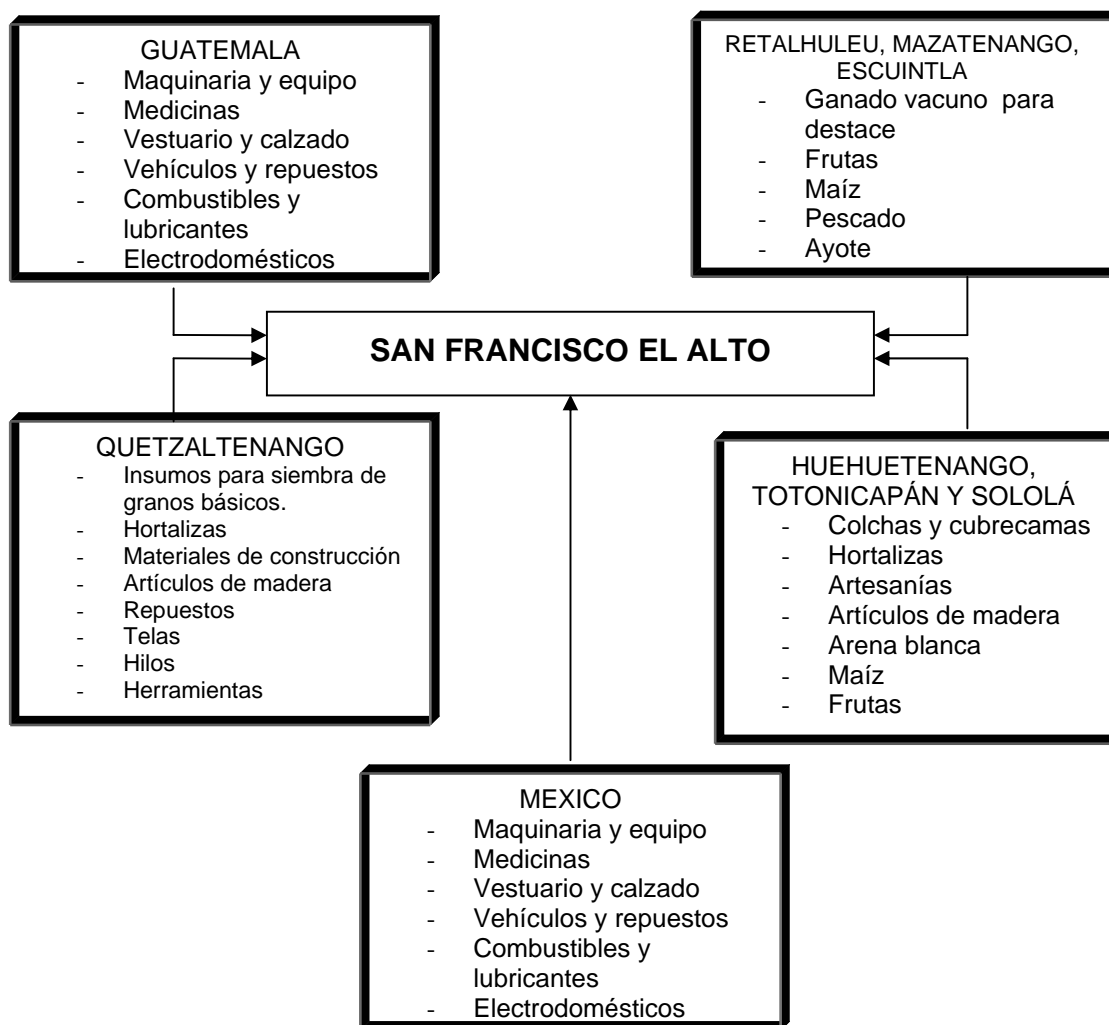 GUATEMALA
- Maquinaria y equipo
- Medicinas
- Vestuario y calzado
- Vehículos y repuestos
- Combustibles y
lubricantes
- Electrodomésticos
RETALHULEU, MAZATENANGO,
ESCUINTLA
- Ganado vacuno para
destace
- Frutas
- Maíz
- Pescado
- Ayote
SAN FRANCISCO EL ALTO
QUETZALTENANGO
- Insumos para siembra de
granos básicos.
- Hortalizas
- Materiales de construcción
- Artículos de madera
- Repuestos
- Telas
- Hilos
- Herramientas
HUEHUETENANGO,
TOTONICAPÁN Y SOLOLÁ
- Colchas y cubrecamas
- Hortalizas
- Artesanías
- Artículos de madera
- Arena blanca
- Maíz
- Frutas
MEXICO
- Maquinaria y equipo
- Medicinas
- Vestuario y calzado
- Vehículos y repuestos
- Combustibles y
lubricantes
- Electrodomésticos